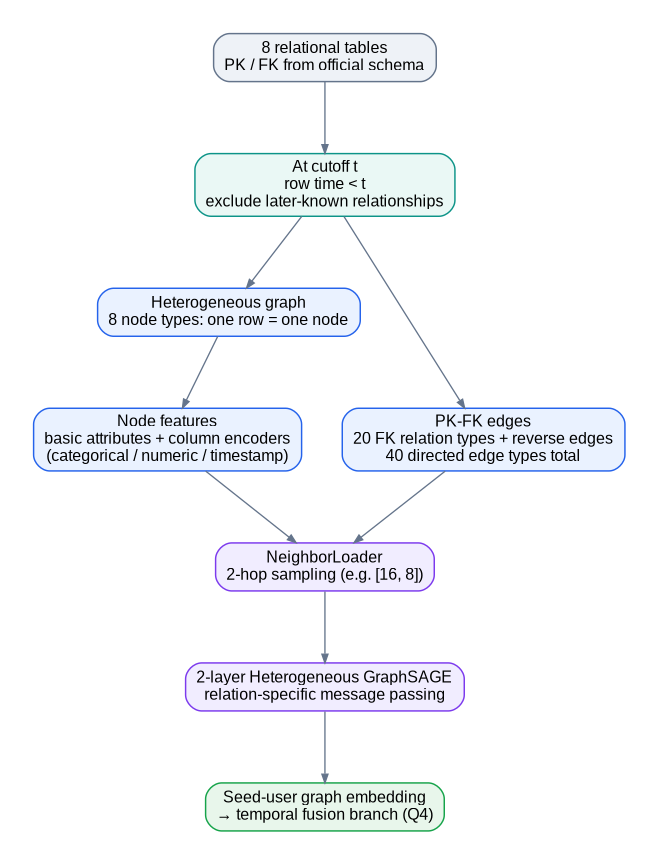 8 relational tables
PK / FK from official schema
At cutoff t
row time < t
exclude later-known relationships
Heterogeneous graph
8 node types: one row = one node
Node features
basic attributes + column encoders
(categorical / numeric / timestamp)
PK-FK edges
20 FK relation types + reverse edges
40 directed edge types total
NeighborLoader
2-hop sampling (e.g. [16, 8])
2-layer Heterogeneous GraphSAGE
relation-specific message passing
Seed-user graph embedding
→ temporal fusion branch (Q4)